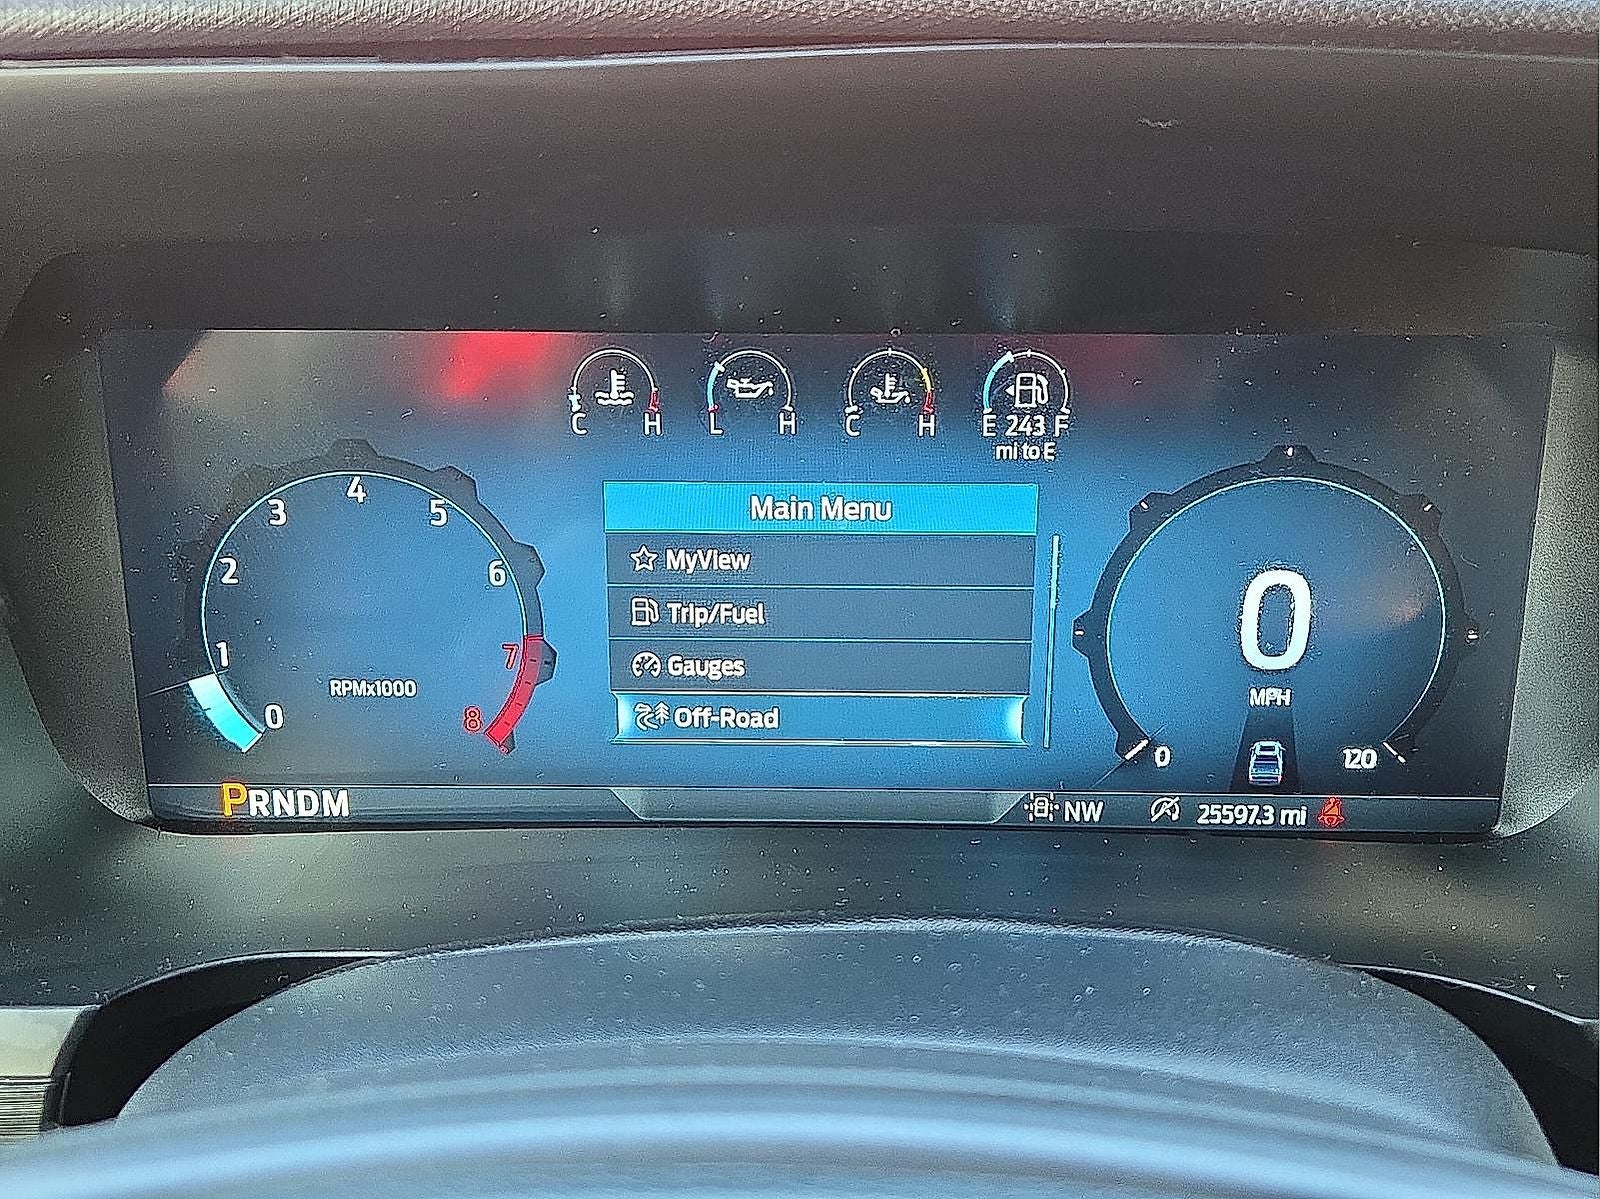 C H L H C H E 243 F
mi to E
Main Menu
MyView
Trip/Fuel
Gauges
Off-Road
0 1 2 3 4 5 6 7 8
RPMx1000
0
MPH
0 120
PRNDM
NW
25597.3 mi